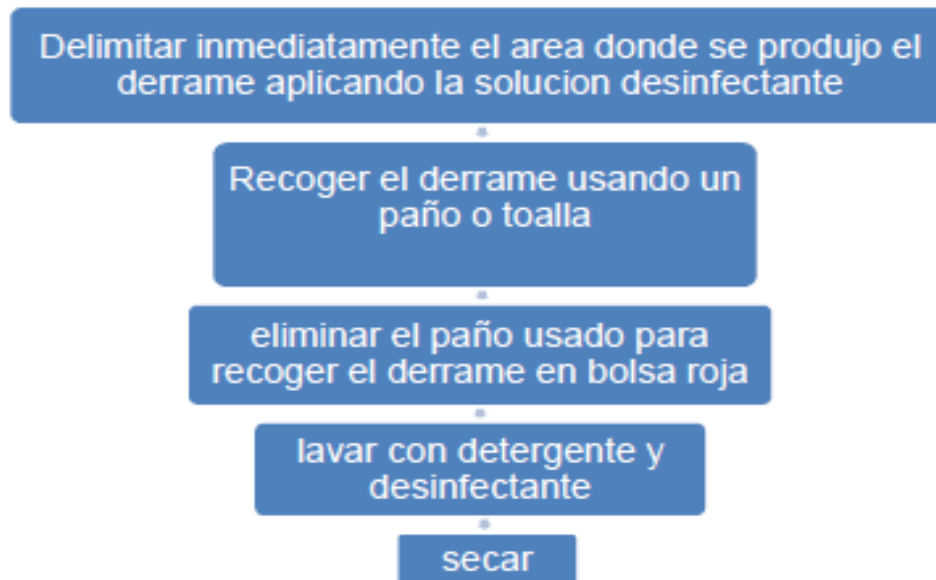 Delimitar inmediatamente el area donde se produjo el
derrame aplicando la solucion desinfectante
Recoger el derrame usando un
paño o toalla
eliminar el paño usado para
recoger el derrame en bolsa roja
lavar con detergente y
desinfectante
secar